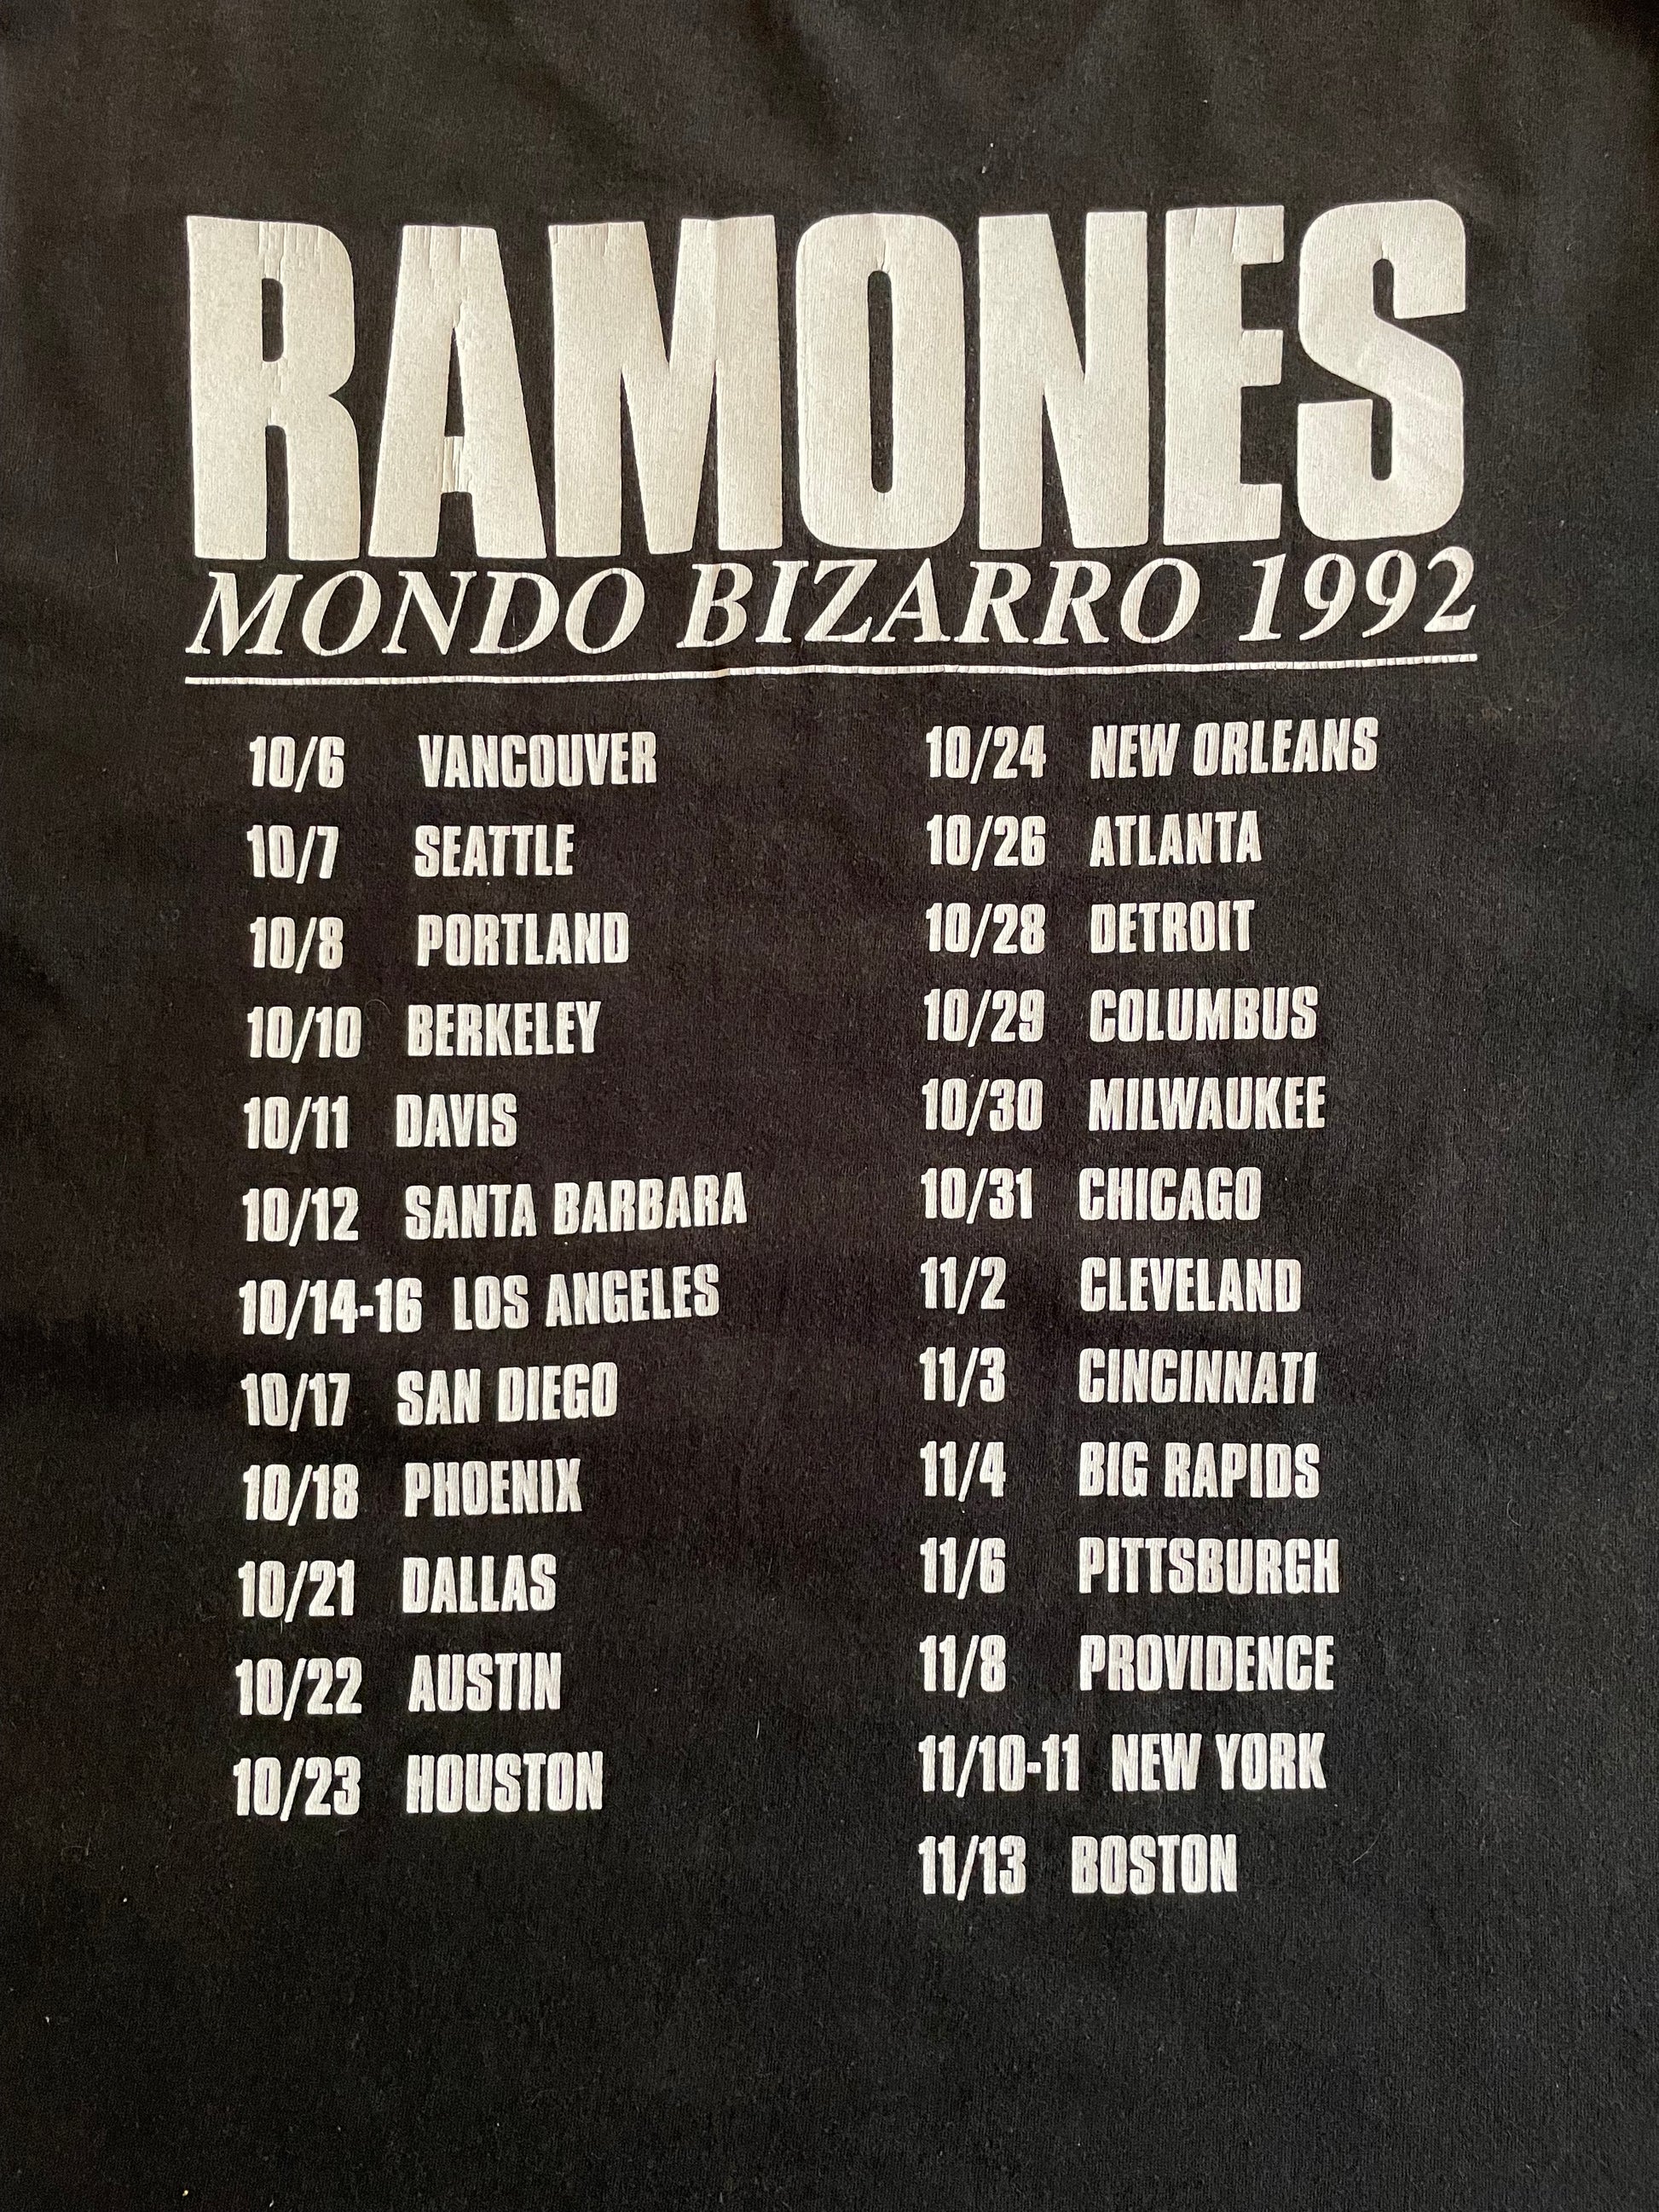 RAMONES
MONDO BIZARRO 1992
10/6 VANCOUVER
10/7 SEATTLE
10/8 PORTLAND
10/10 BERKELEY
10/11 DAVIS
10/12 SANTA BARBARA
10/14-16 LOS ANGELES
10/17 SAN DIEGO
10/18 PHOENIX
10/21 DALLAS
10/22 AUSTIN
10/23 HOUSTON
10/24 NEW ORLEANS
10/26 ATLANTA
10/28 DETROIT
10/29 COLUMBUS
10/30 MILWAUKEE
10/31 CHICAGO
11/2 CLEVELAND
11/3 CINCINNATI
11/4 BIG RAPIDS
11/6 PITTSBURGH
11/8 PROVIDENCE
11/10-11 NEW YORK
11/13 BOSTON